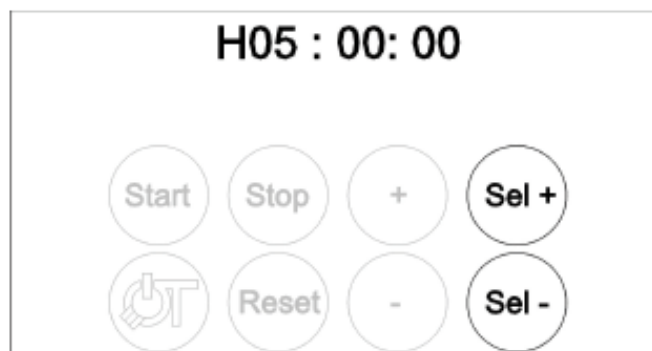 H05 : 00: 00
Start Stop + Sel +
Reset - Sel -